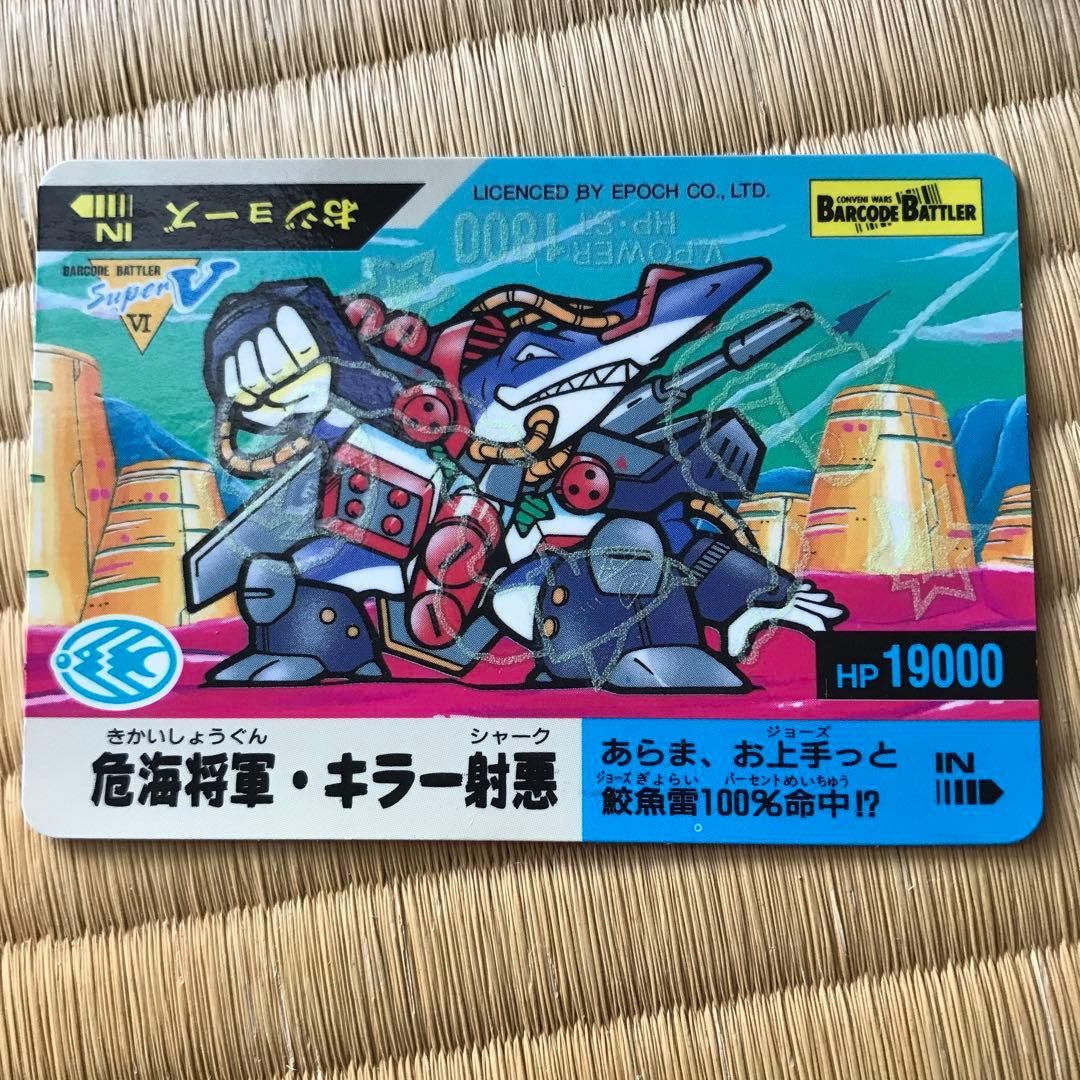 IN
おジョーズ
LICENCED BY EPOCH CO., LTD.
CONVENI WARS
BARCODE BATTLER
V.POWER
HP・ST
1800
BARCODE BATTLER
Super V
VI
HP 19000
きかいしょうぐん シャーク
危海将軍・キラー射悪
ジョーズ
あらま、お上手っと
ジョーズぎょらい パーセントめいちゅう
鮫魚雷100%命中!?
IN